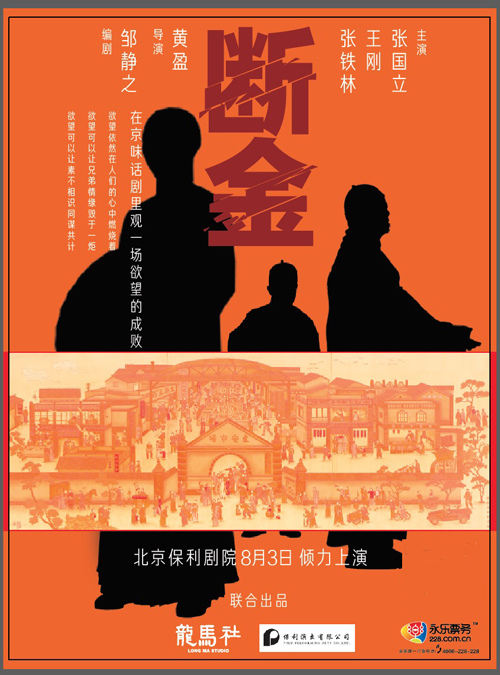 主演
张国立
王刚
张铁林
断金
黄盈
导演
邹静之
编剧
在京味话剧里观一场欲望的成败
欲望依然在人们的心中燃烧着
欲望可以让兄弟情缘毁于一炬
欲望可以让素不相识同谋共计
北京保利剧院8月3日 倾力上演
联合出品
龍馬社
LONG MA STUDIO
保利演出有限公司
永乐票务
228.com.cn
4006-228-228